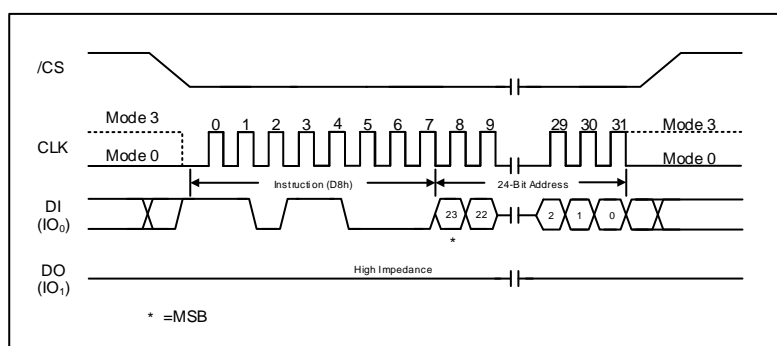 /CS
Mode 3 0 1 2 3 4 5 6 7 8 9 29 30 31 Mode 3
CLK
Mode 0 Mode 0
Instruction (D8h) 24-Bit Address
DI
(IO0) 23 22 2 1 0
*
DO High Impedance
(IO1)
* =MSB